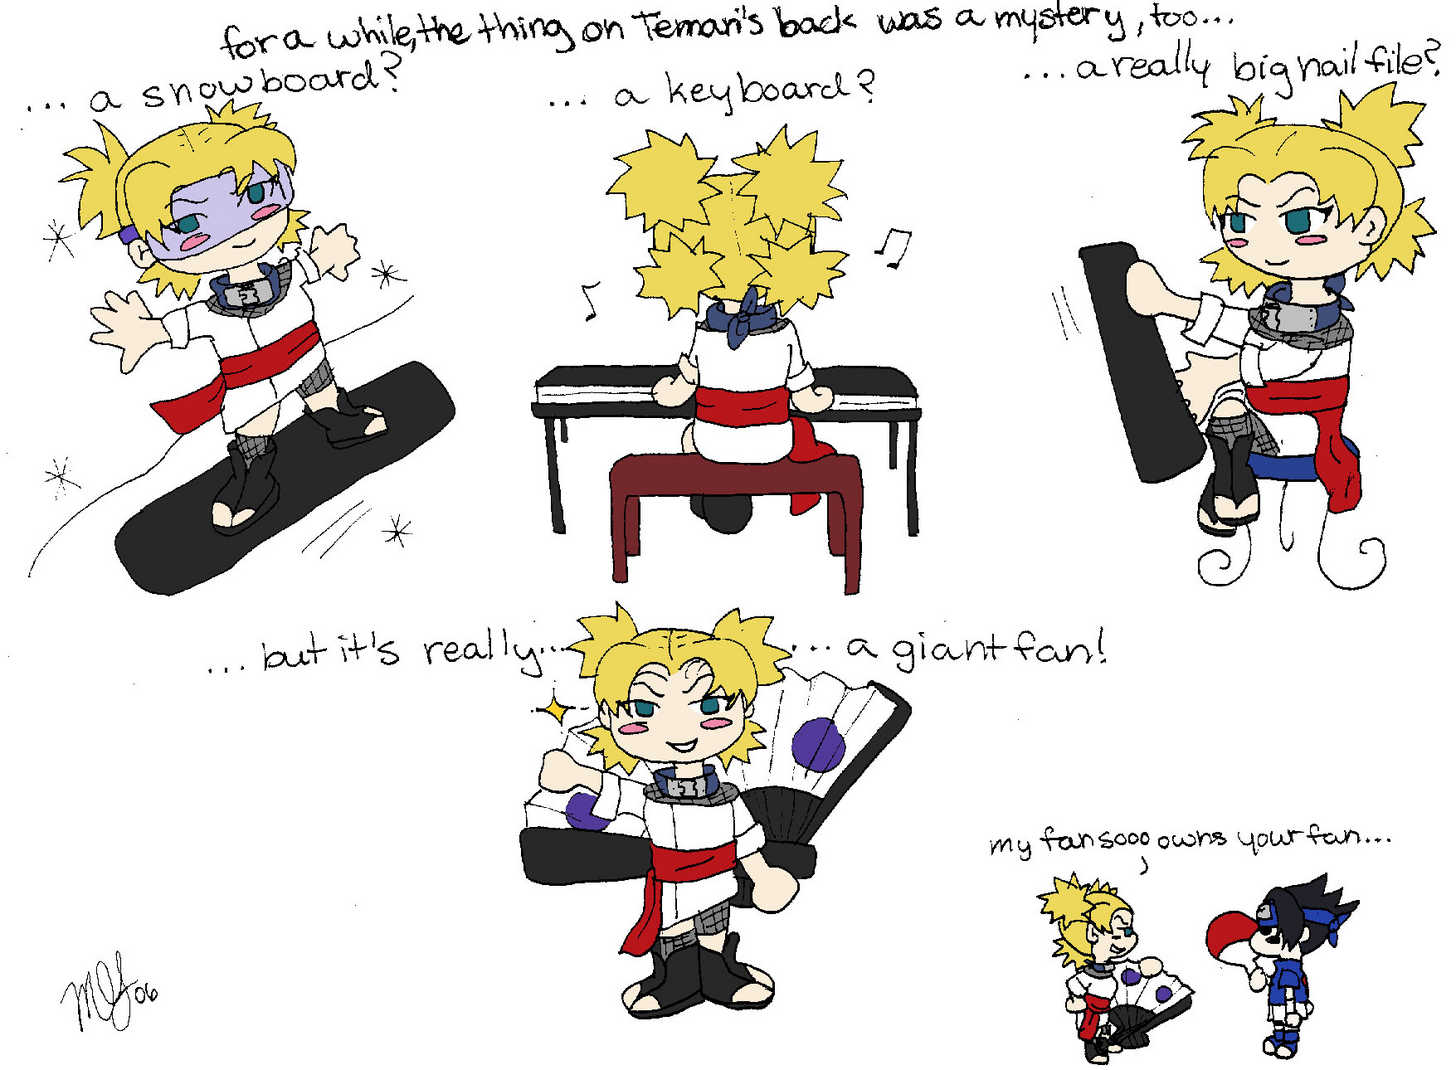 for a while, the thing on Temari's back was a mystery, too...
... a snowboard?
... a keyboard?
... a really big nail file?
... but it's really...
... a giant fan!
my fan sooo owns your fan...
06